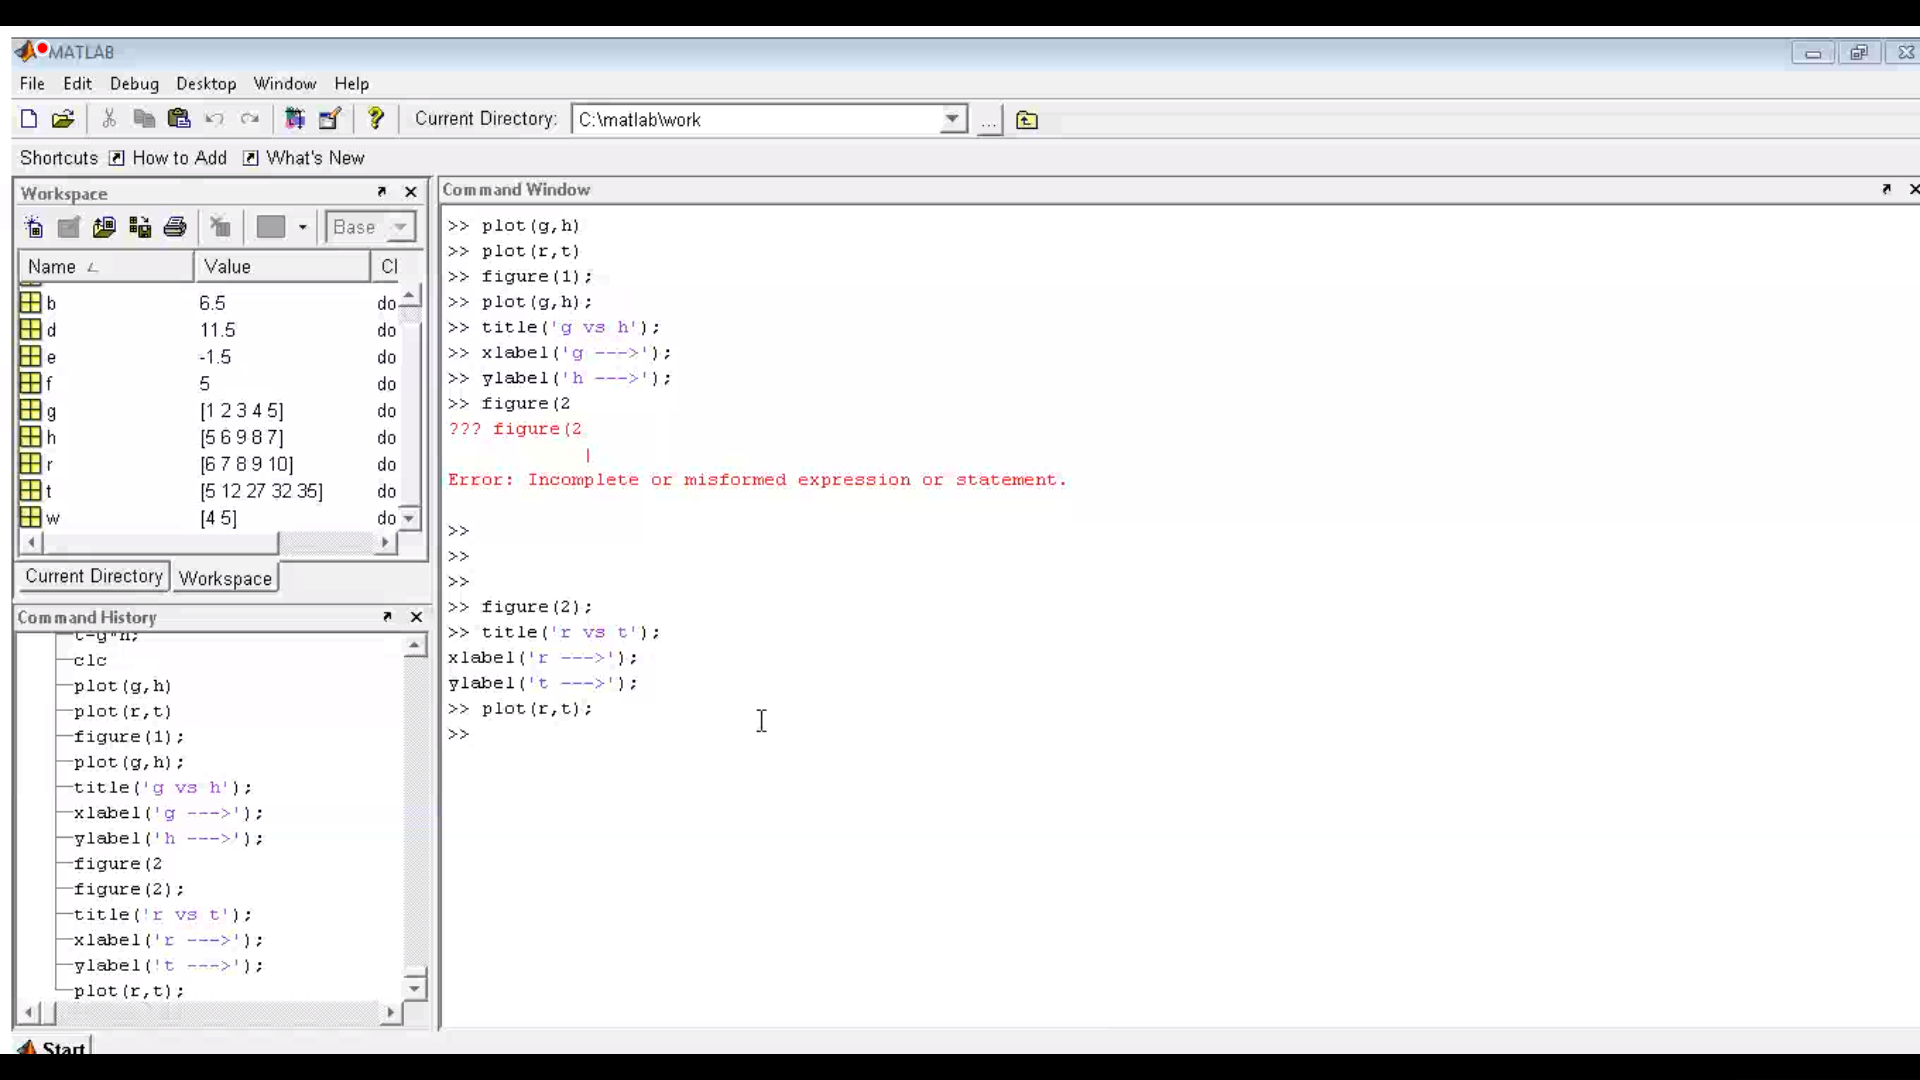 MATLAB
File Edit Debug Desktop Window Help
Current Directory: C:\matlab\work ...
Shortcuts How to Add What's New
Workspace
Base
Name Value Cl
b 6.5 do
d 11.5 do
e -1.5 do
f 5 do
g [1 2 3 4 5] do
h [5 6 9 8 7] do
r [6 7 8 9 10] do
t [5 12 27 32 35] do
w [4 5] do
Current Directory Workspace
Command History
t=g*h;
clc
plot(g,h)
plot(r,t)
figure(1);
plot(g,h);
title('g vs h');
xlabel('g --->');
ylabel('h --->');
figure(2
figure(2);
title('r vs t');
xlabel('r --->');
ylabel('t --->');
plot(r,t);
Start
Command Window
>> plot(g,h)
>> plot(r,t)
>> figure(1);
>> plot(g,h);
>> title('g vs h');
>> xlabel('g --->');
>> ylabel('h --->');
>> figure(2
??? figure(2
|
Error: Incomplete or misformed expression or statement.
>>
>>
>>
>> figure(2);
>> title('r vs t');
xlabel('r --->');
ylabel('t --->');
>> plot(r,t);
>>